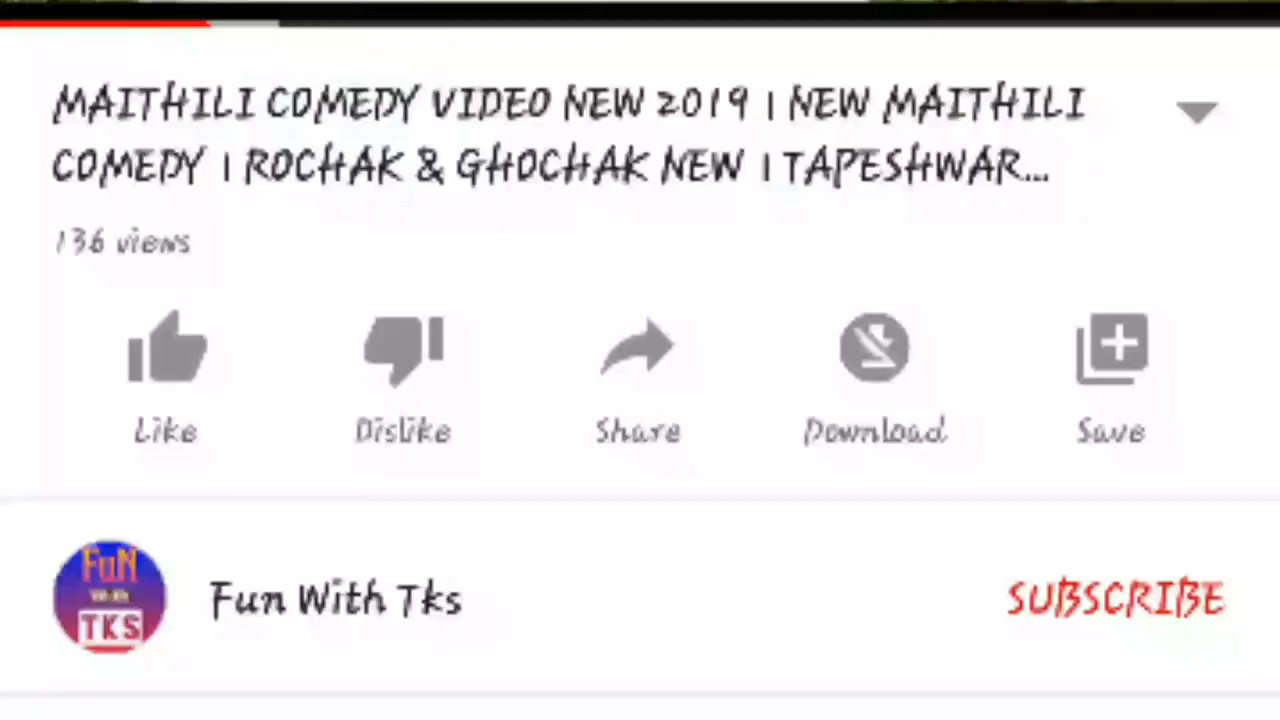 MAITHILI COMEDY VIDEO NEW 2019 | NEW MAITHILI
COMEDY | ROCHAK & GHOCHAK NEW | TAPESHWAR...
136 views
Like Dislike Share Download Save
FuN
With
TKS
Fun With Tks
SUBSCRIBE